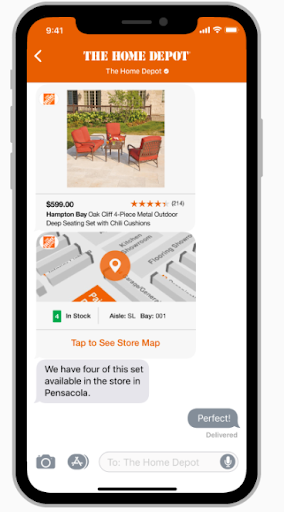 9:41
THE HOME DEPOT
The Home Depot
$599.00
(214)
Hampton Bay Oak Cliff 4-Piece Metal Outdoor
Deep Seating Set with Chili Cushions
Kitchen
Showroom
Flooring Showroom
4 In Stock Aisle: SL Bay: 001
Tap to See Store Map
We have four of this set
available in the store in
Pensacola.
Perfect!
Delivered
To: The Home Depot